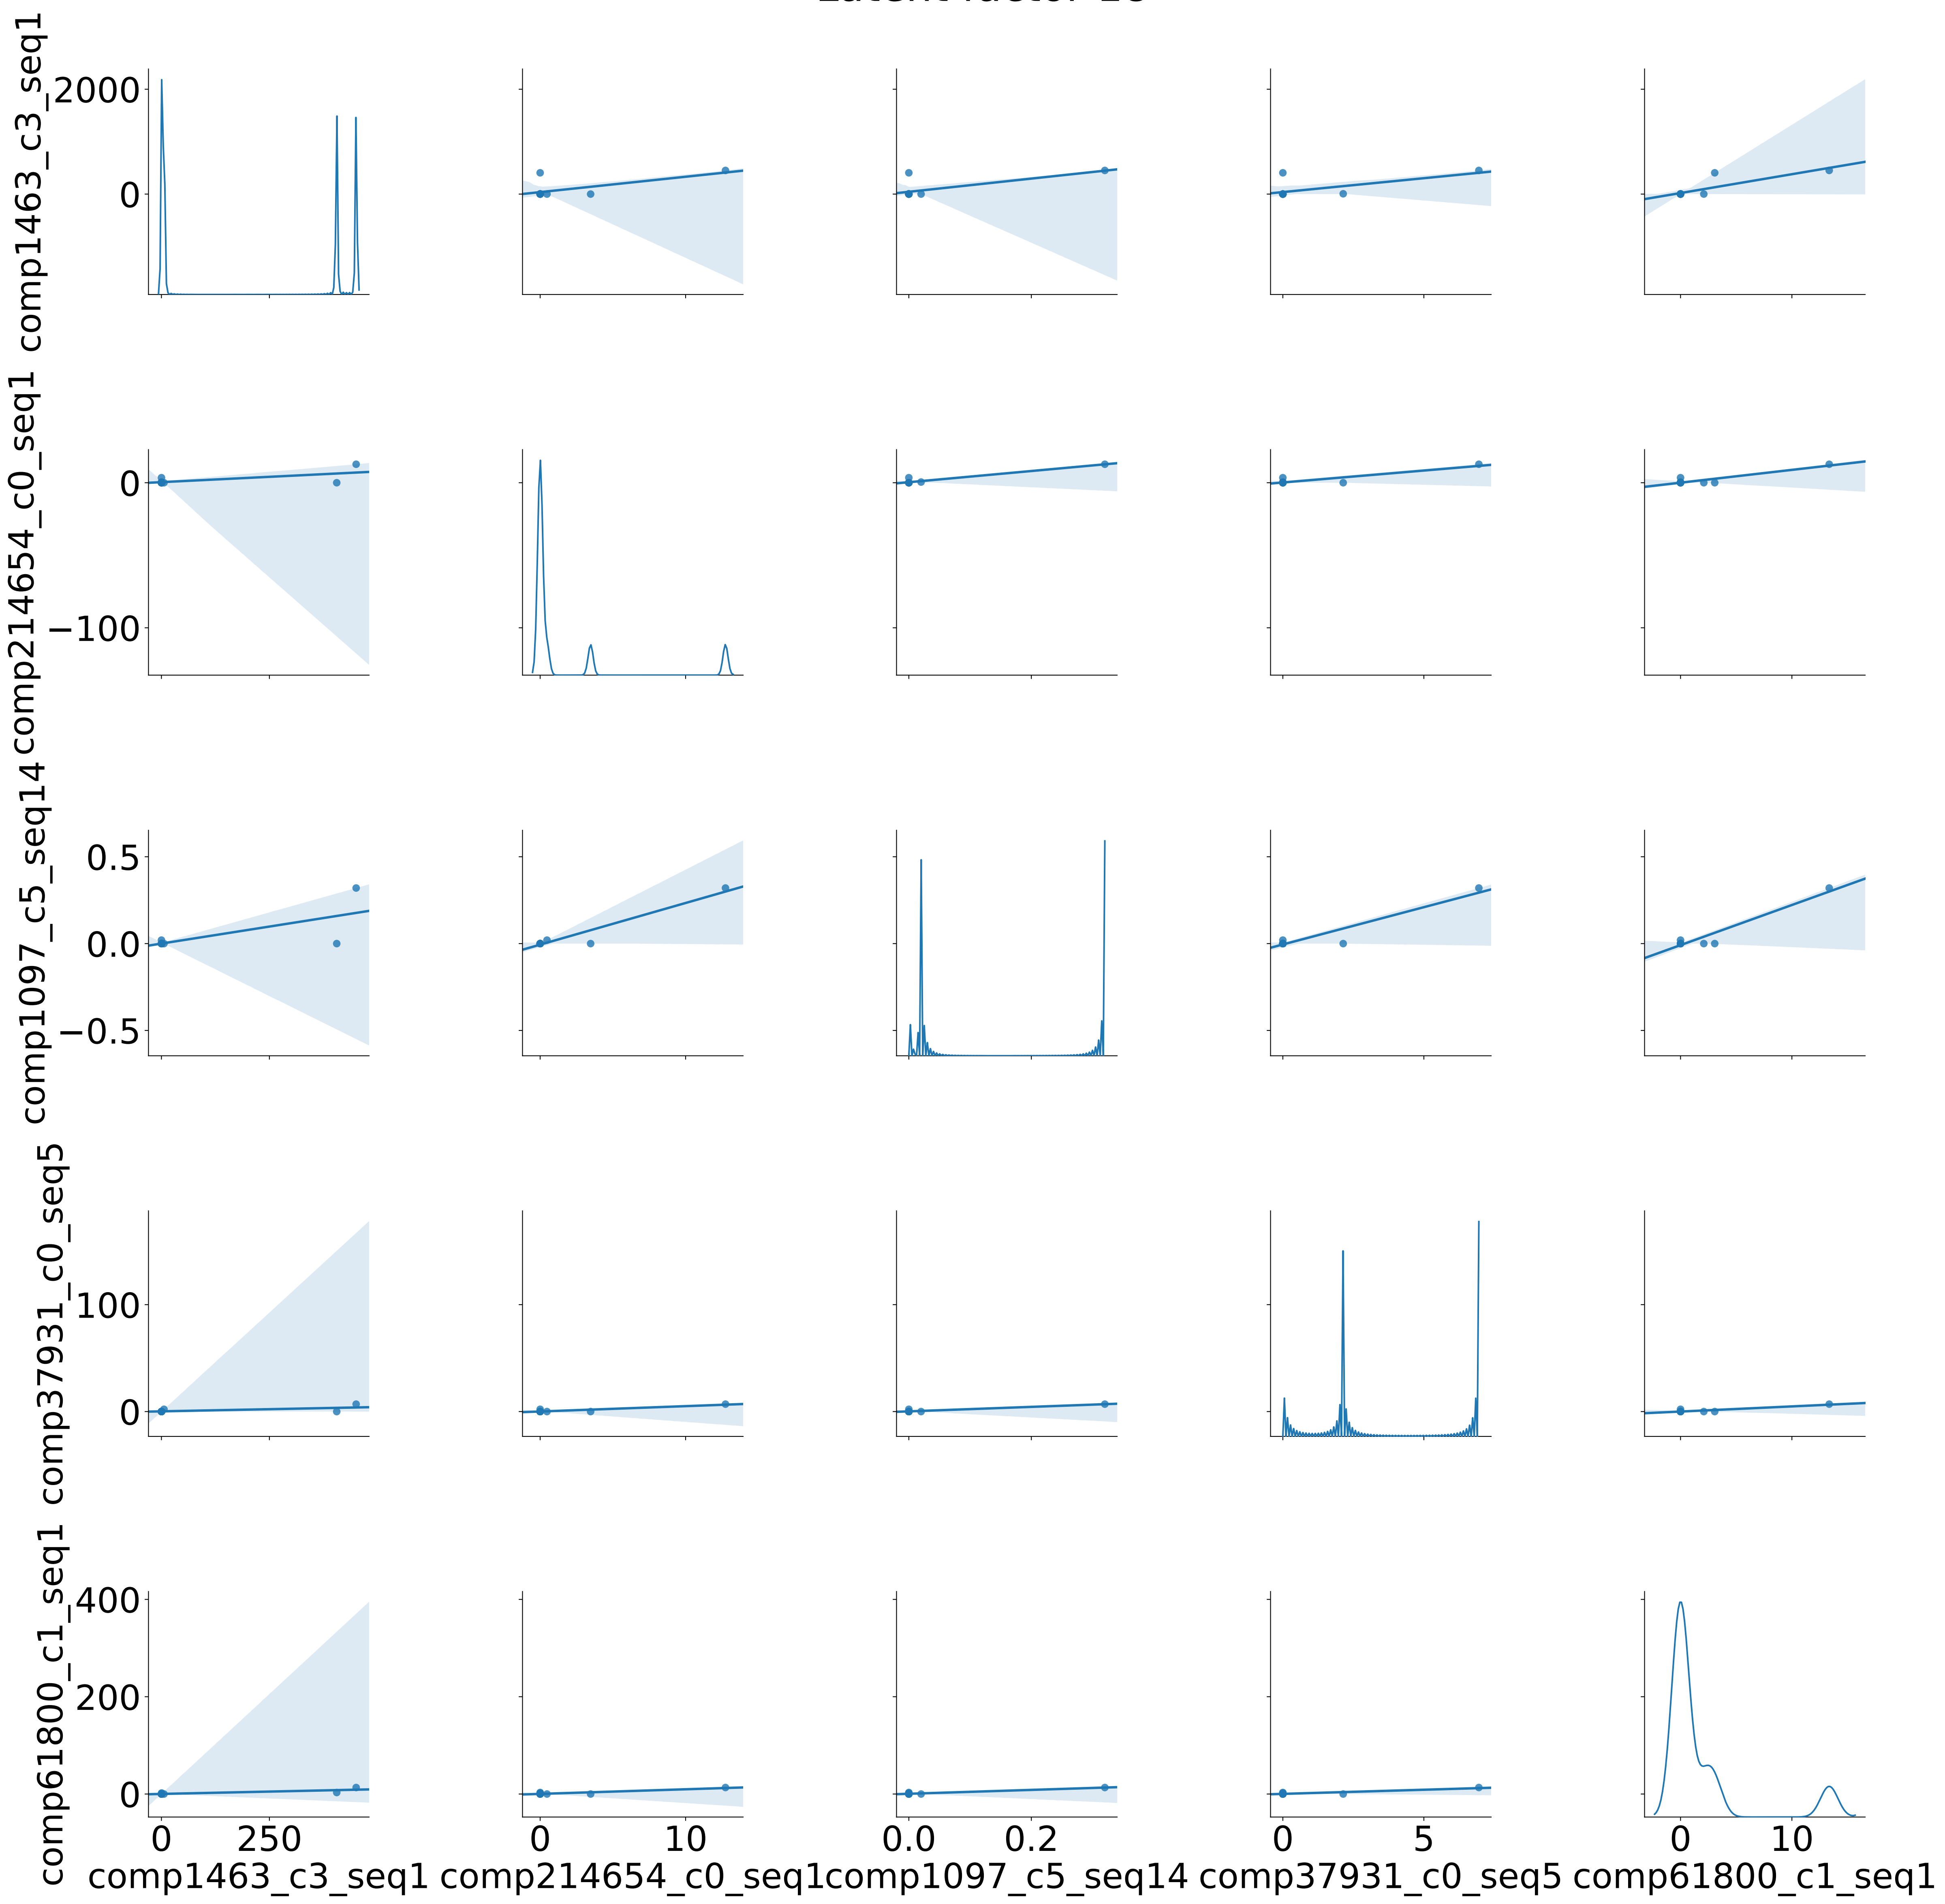 comp1463_c3_seq1
2000
0
comp214654_c0_seq1
0
−100
comp1097_c5_seq14
0.5
0.0
−0.5
comp37931_c0_seq5
100
0
comp61800_c1_seq1
400
200
0
0 250 0 10 0.0 0.2 0 5 0 10
comp1463_c3_seq1 comp214654_c0_seq1 comp1097_c5_seq14 comp37931_c0_seq5 comp61800_c1_seq1